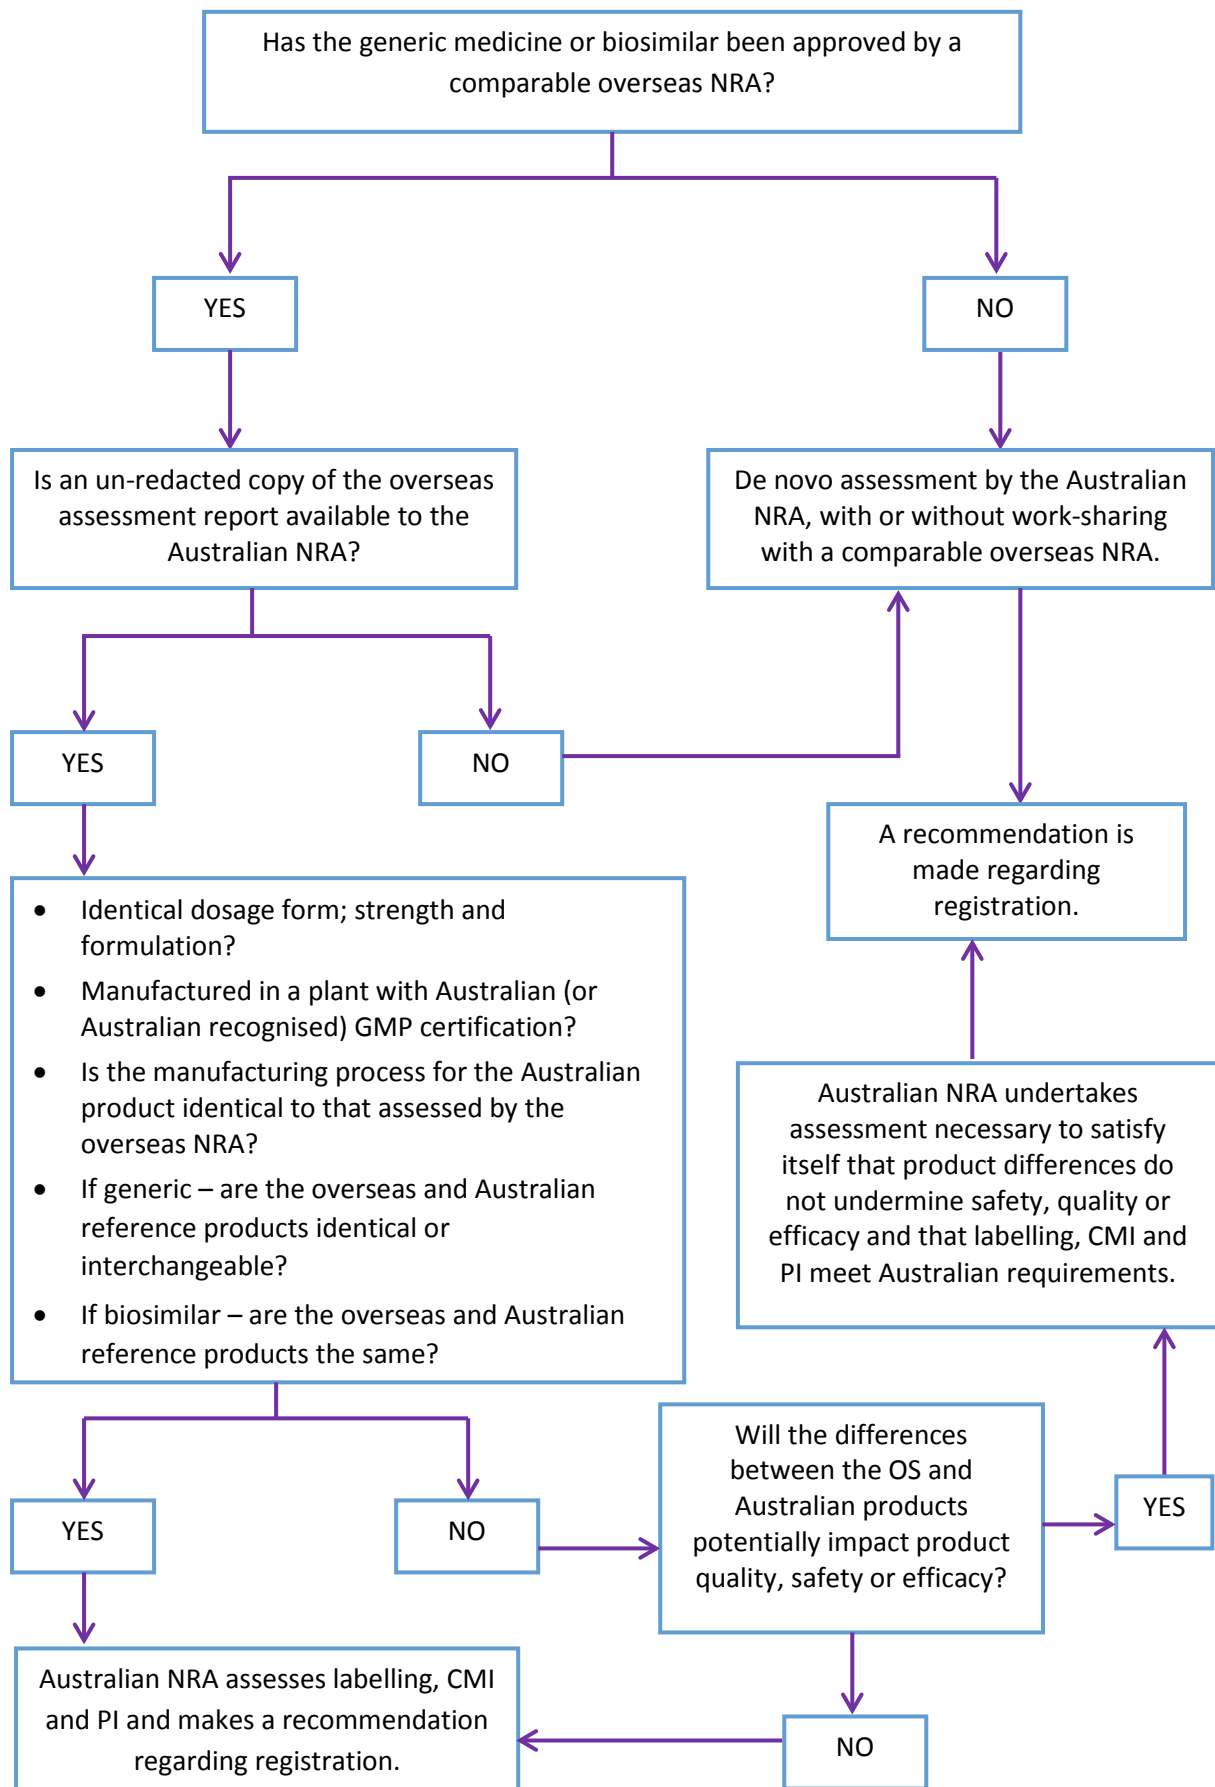 Has the generic medicine or biosimilar been approved by a
comparable overseas NRA?
YES
NO
Is an un-redacted copy of the overseas
assessment report available to the
Australian NRA?
De novo assessment by the Australian
NRA, with or without work-sharing
with a comparable overseas NRA.
YES
NO
A recommendation is
made regarding
registration.
• Identical dosage form; strength and
formulation?
• Manufactured in a plant with Australian (or
Australian recognised) GMP certification?
• Is the manufacturing process for the Australian
product identical to that assessed by the
overseas NRA?
• If generic – are the overseas and Australian
reference products identical or
interchangeable?
• If biosimilar – are the overseas and Australian
reference products the same?
Australian NRA undertakes
assessment necessary to satisfy
itself that product differences do
not undermine safety, quality or
efficacy and that labelling, CMI and
PI meet Australian requirements.
YES
NO
Will the differences
between the OS and
Australian products
potentially impact product
quality, safety or efficacy?
YES
Australian NRA assesses labelling, CMI
and PI and makes a recommendation
regarding registration.
NO